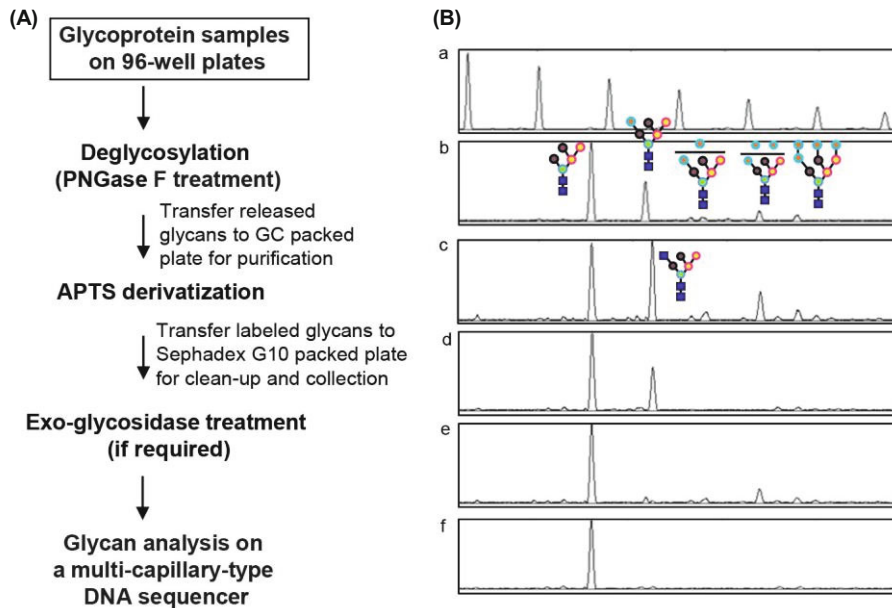 (A)
Glycoprotein samples
on 96-well plates
Deglycosylation
(PNGase F treatment)
Transfer released
glycans to GC packed
plate for purification
APTS derivatization
Transfer labeled glycans to
Sephadex G10 packed plate
for clean-up and collection
Exo-glycosidase treatment
(if required)
Glycan analysis on
a multi-capillary-type
DNA sequencer
(B)
a
b
c
d
e
f